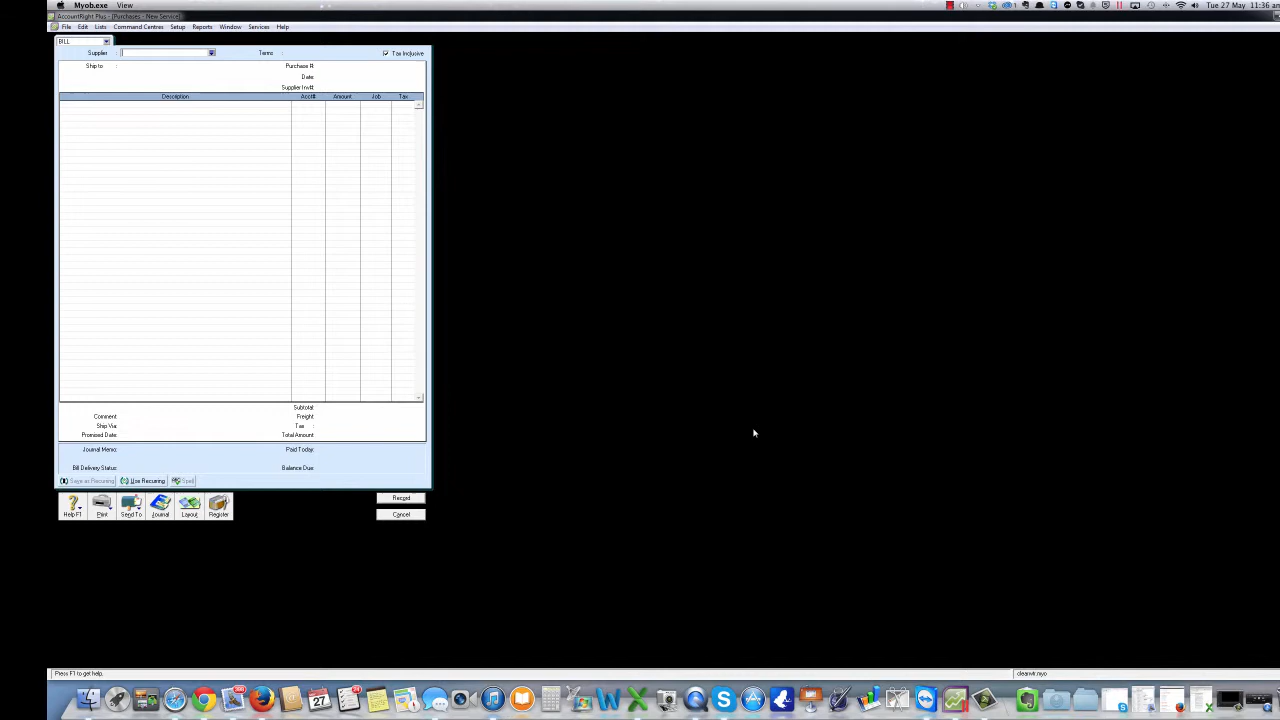 Myob.exe View Tue 27 May 11:36 am
AccountRight Plus - [Purchases - New Service]
File Edit Lists Command Centres Setup Reports Window Services Help
BILL
Supplier : Terms : Tax Inclusive
Ship to : Purchase #:
Date:
Supplier Inv#:
Description Acct# Amount Job Tax
Subtotal:
Comment: Freight:
Ship Via: Tax :
Promised Date: Total Amount:
Journal Memo: Paid Today:
Bill Delivery Status: Balance Due:
Save as Recurring Use Recurring Spell
Record
Help F1 Print Send To Journal Layout Register
Cancel
Press F1 to get help. cleanvtr.myo